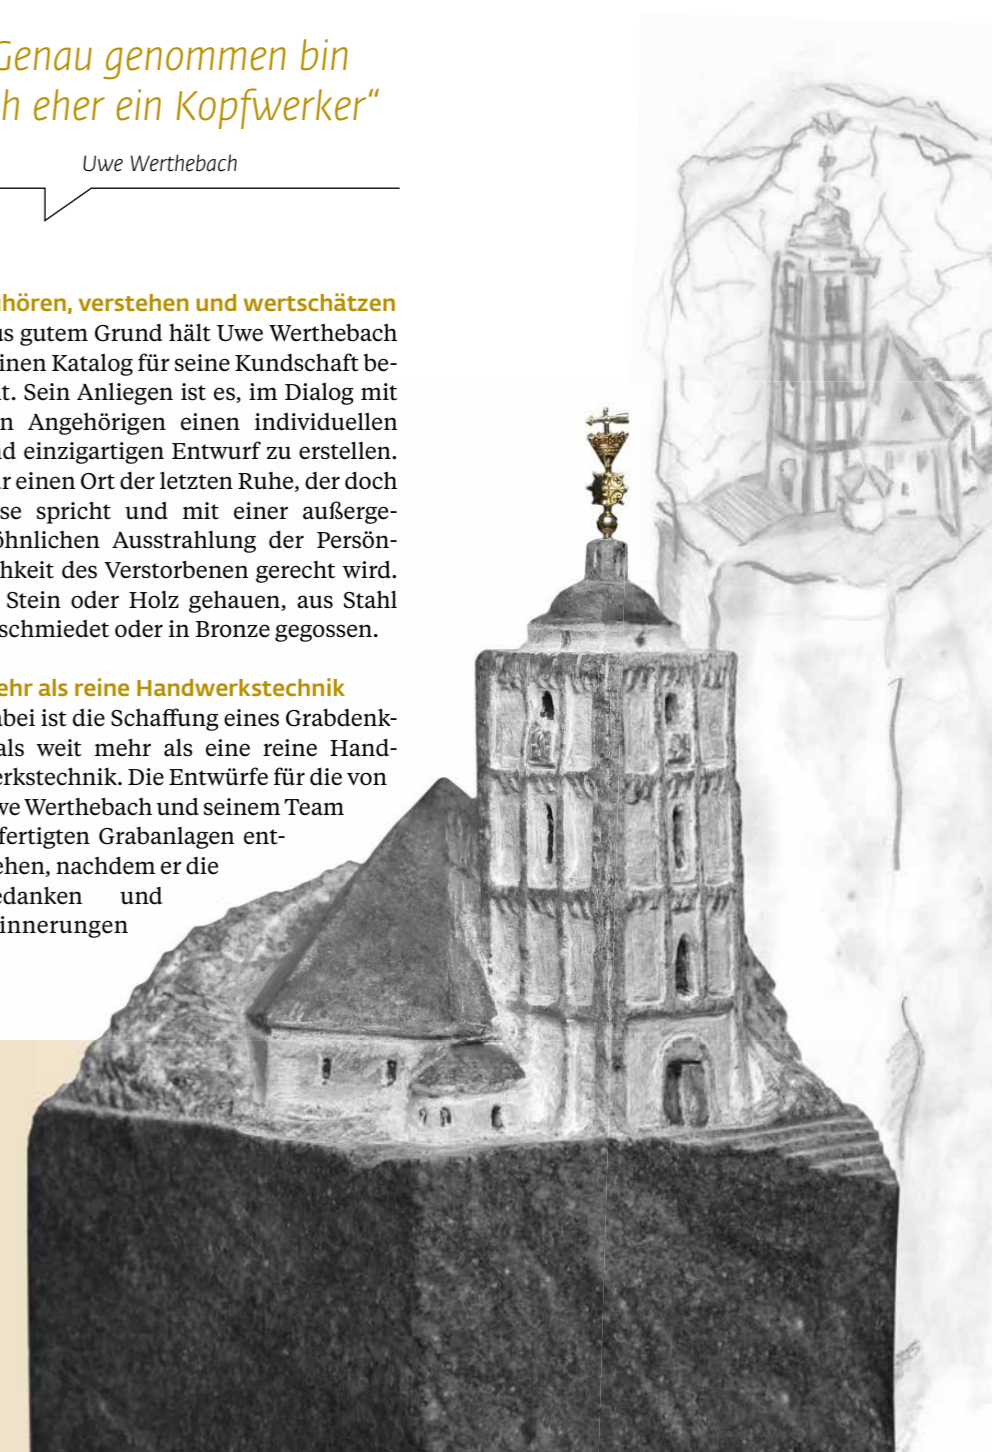 Genau genommen bin
h eher ein Kopfwerker“
Uwe Werthebach
hören, verstehen und wertschätzen
us gutem Grund hält Uwe Werthebach
inen Katalog für seine Kundschaft be-
it. Sein Anliegen ist es, im Dialog mit
n Angehörigen einen individuellen
d einzigartigen Entwurf zu erstellen.
r einen Ort der letzten Ruhe, der doch
se spricht und mit einer außerge-
öhnlichen Ausstrahlung der Persön-
chkeit des Verstorbenen gerecht wird.
Stein oder Holz gehauen, aus Stahl
schmiedet oder in Bronze gegossen.
ehr als reine Handwerkstechnik
abei ist die Schaffung eines Grabdenk-
als weit mehr als eine reine Hand-
erkstechnik. Die Entwürfe für die von
we Werthebach und seinem Team
fertigten Grabanlagen ent-
ehen, nachdem er die
edanken und
innerungen